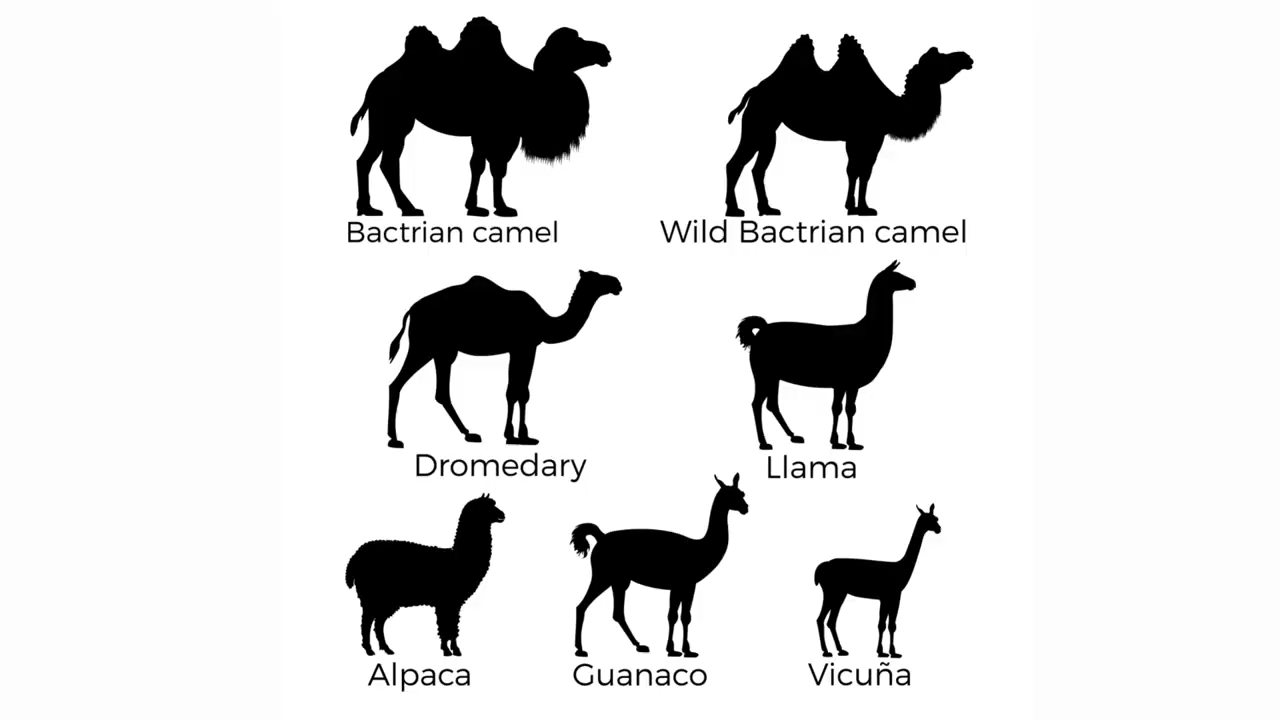 Bactrian camel
Wild Bactrian camel
Dromedary
Llama
Alpaca
Guanaco
Vicuña